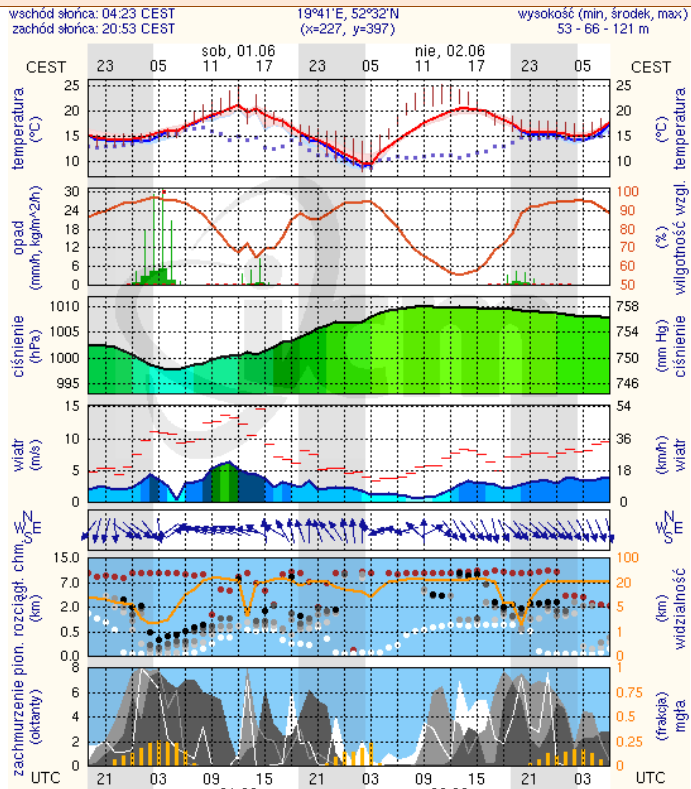 wschód słońca: 04:23 CEST 19°41'E, 52°32'N wysokość (min, środek, max)
zachód słońca: 20:53 CEST (x=227, y=397) 53 - 66 - 121 m
sob, 01.06 nie, 02.06
CEST 23 05 11 17 23 05 11 17 23 05 CEST
temperatura (°C) 25 20 15 10 25 20 15 10 (°C) temperatura
opad (mm/h, kg/m^2/h) 30 24 18 12 6 0 100 90 80 70 60 50 (%) wilgotność wzgl.
ciśnienie (hPa) 1010 1005 1000 995 758 754 750 746 (mm Hg) ciśnienie
wiatr (m/s) 15 10 5 0 54 36 18 0 (km/h) wiatr
N W E S N W E S
pion. rozciągł. chm. (km) 15.0 7.0 2.0 0.5 0.0 100 20 5 1 0 (km) widzialność
zachmurzenie (oktanty) 8 6 4 2 0 1 0.75 0.5 0.25 0 (frakcja) mgła
UTC 21 03 09 15 21 03 09 15 21 03 UTC